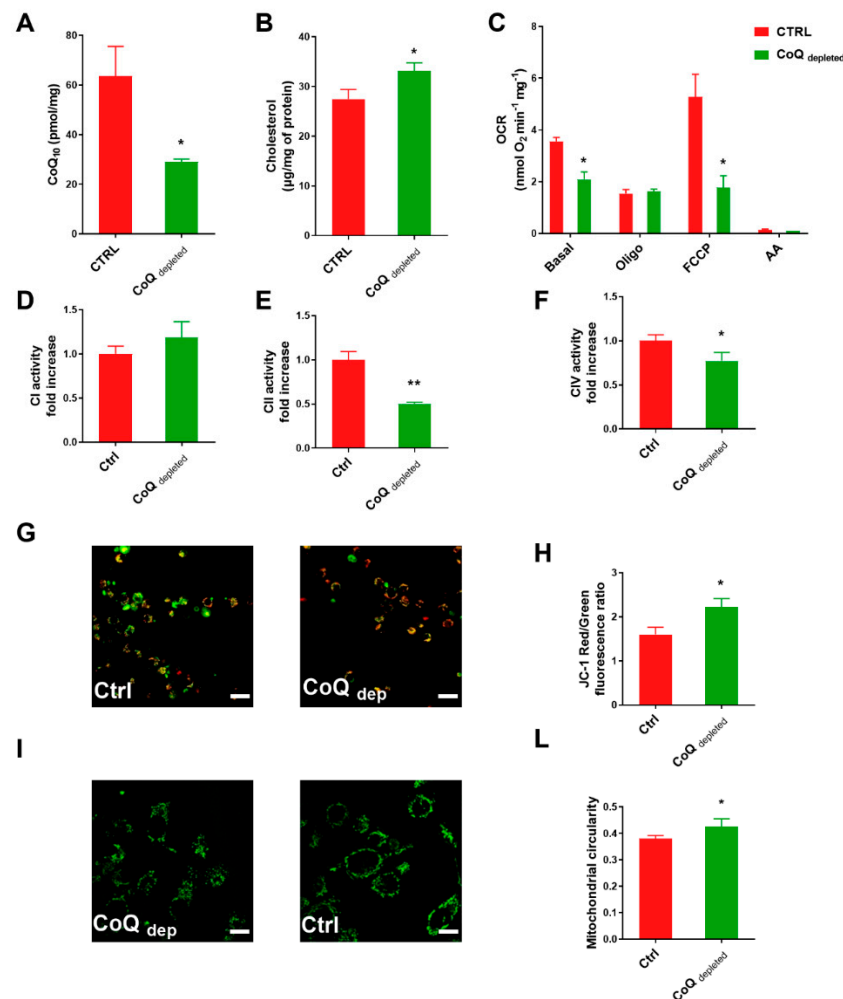 A
CoQ10 (pmol/mg)
80
60
40
20
0
*
CTRL
CoQ depleted
B
Cholesterol
(µg/mg of protein)
40
30
20
10
0
*
CTRL
CoQ depleted
C
OCR
(nmol O2 min-1 mg-1)
8
6
4
2
0
*
*
Basal
Oligo
FCCP
AA
CTRL
CoQ depleted
D
CI activity
fold increase
1.5
1.0
0.5
0.0
Ctrl
CoQ depleted
E
CII activity
fold increase
1.5
1.0
0.5
0.0
**
Ctrl
CoQ depleted
F
CIV activity
fold increase
1.5
1.0
0.5
0.0
*
Ctrl
CoQ depleted
G
Ctrl
CoQ dep
H
JC-1 Red/Green
fluorescence ratio
3
2
1
0
*
Ctrl
CoQ depleted
I
CoQ dep
Ctrl
L
Mitochondrial circularity
0.5
0.4
0.3
0.2
0.1
0.0
*
Ctrl
CoQ depleted